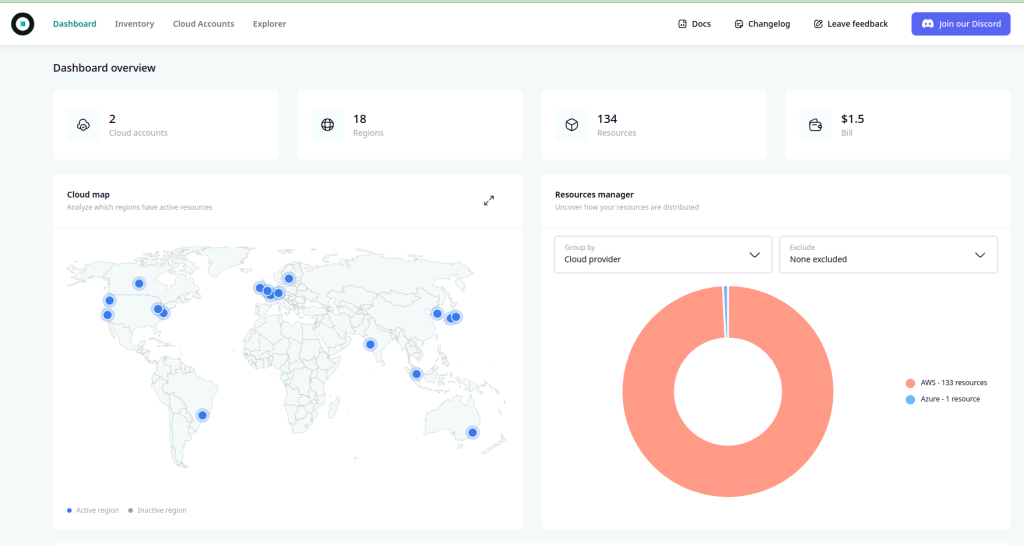 Dashboard Inventory Cloud Accounts Explorer Docs Changelog Leave feedback Join our Discord
Dashboard overview
2
Cloud accounts
18
Regions
134
Resources
$1.5
Bill
Cloud map
Analyze which regions have active resources
Active region Inactive region
Resources manager
Uncover how your resources are distributed
Group by
Cloud provider
Exclude
None excluded
AWS - 133 resources
Azure - 1 resource